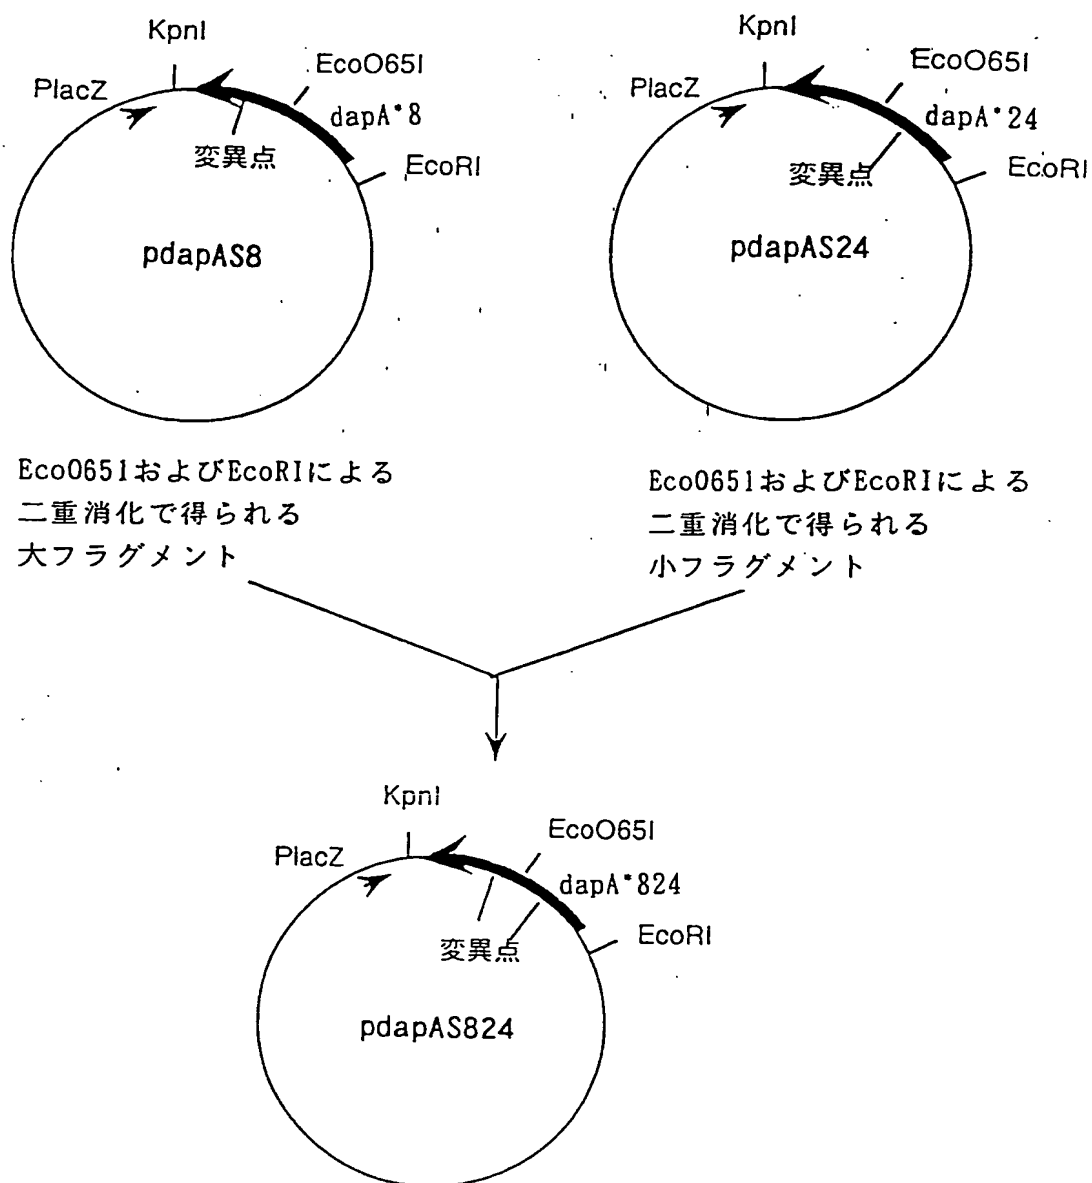 KpnI
EcoO65I
PlacZ
dapA*8
変異点
EcoRI
pdapAS8
KpnI
EcoO65I
PlacZ
dapA*24
変異点
EcoRI
pdapAS24
EcoO65IおよびEcoRIによる
二重消化で得られる
大フラグメント
EcoO65IおよびEcoRIによる
二重消化で得られる
小フラグメント
KpnI
EcoO65I
PlacZ
dapA*824
変異点
EcoRI
pdapAS824